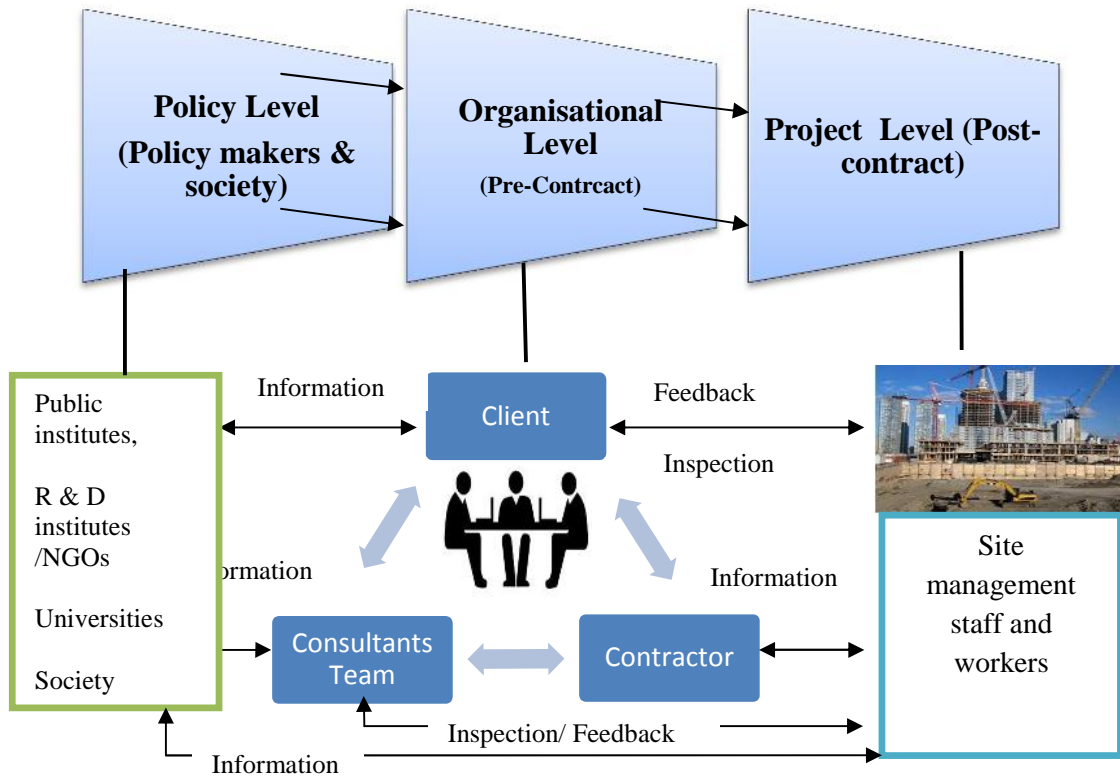 Policy Level
(Policy makers &
society)
Organisational
Level
(Pre-Contrcact)
Project Level (Post-
contract)
Public
institutes,
R & D
institutes
/NGOs
Universities
Society
Information
Client
Feedback
Inspection
ormation
Information
Consultants
Team
Contractor
Site
management
staff and
workers
Inspection/ Feedback
Information